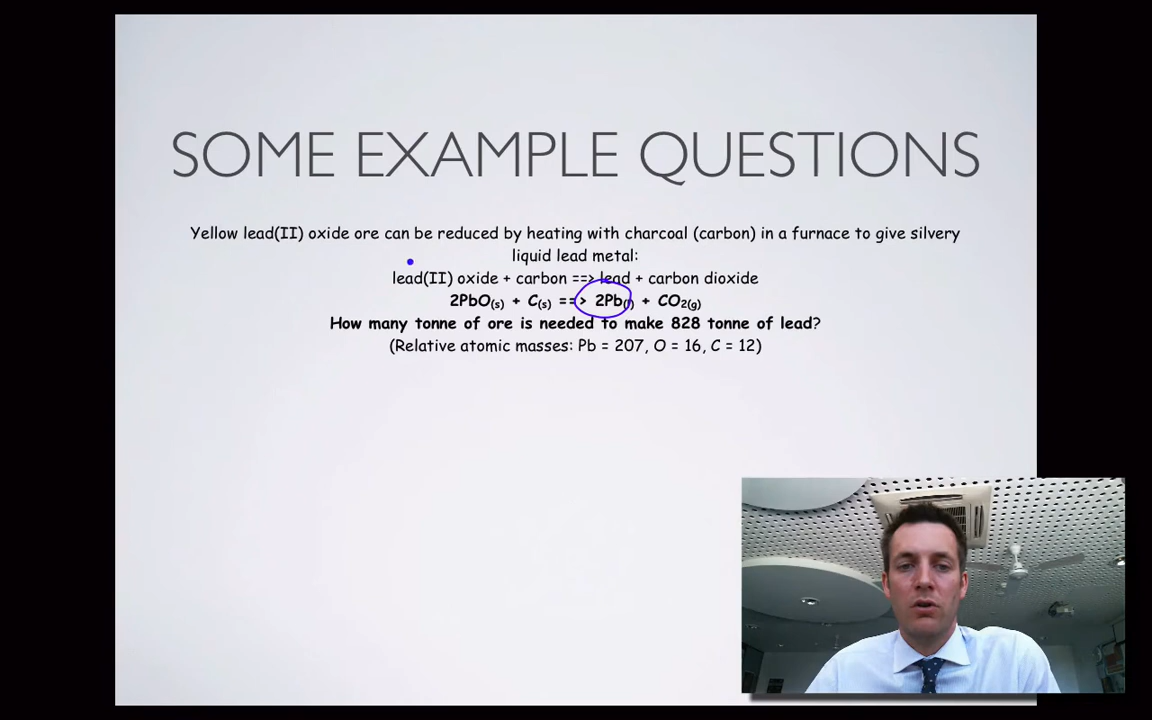 SOME EXAMPLE QUESTIONS
Yellow lead(II) oxide ore can be reduced by heating with charcoal (carbon) in a furnace to give silvery
liquid lead metal:
lead(II) oxide + carbon ==> lead + carbon dioxide
2PbO(s) + C(s) ==> 2Pb(l) + CO2(g)
How many tonne of ore is needed to make 828 tonne of lead?
(Relative atomic masses: Pb = 207, O = 16, C = 12)